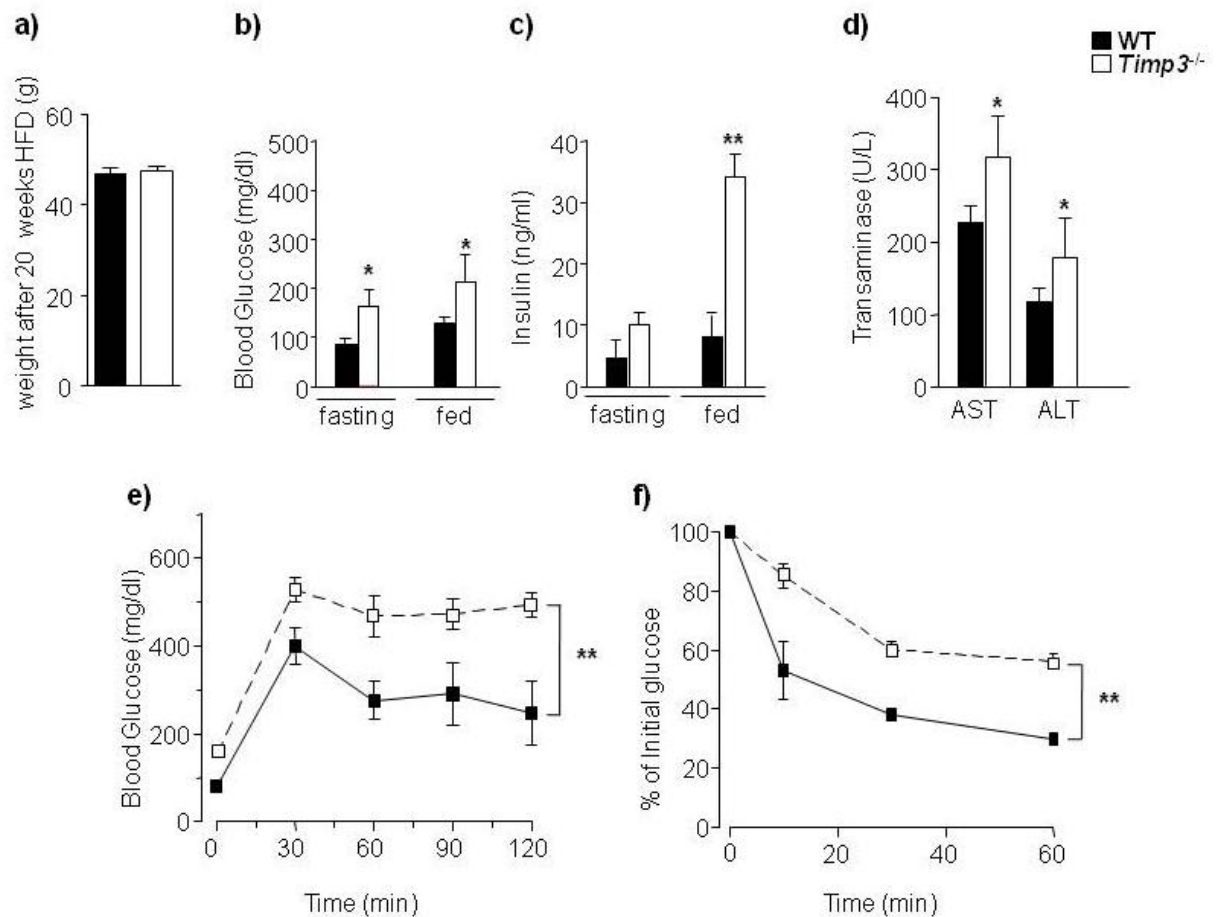 a)
b)
c)
d)
WT
Timp3-/-
weight after 20 weeks HFD (g)
60
40
20
0
Blood Glucose (mg/dl)
500
400
300
200
100
0
*
*
fasting
fed
Insulin (ng/ml)
40
30
20
10
0
**
fasting
fed
Transaminase (U/L)
400
300
200
100
0
*
*
AST
ALT
e)
Blood Glucose (mg/dl)
600
400
200
0
**
0 30 60 90 120
Time (min)
f)
% of Initial glucose
100
80
60
40
20
0
**
0 20 40 60
Time (min)